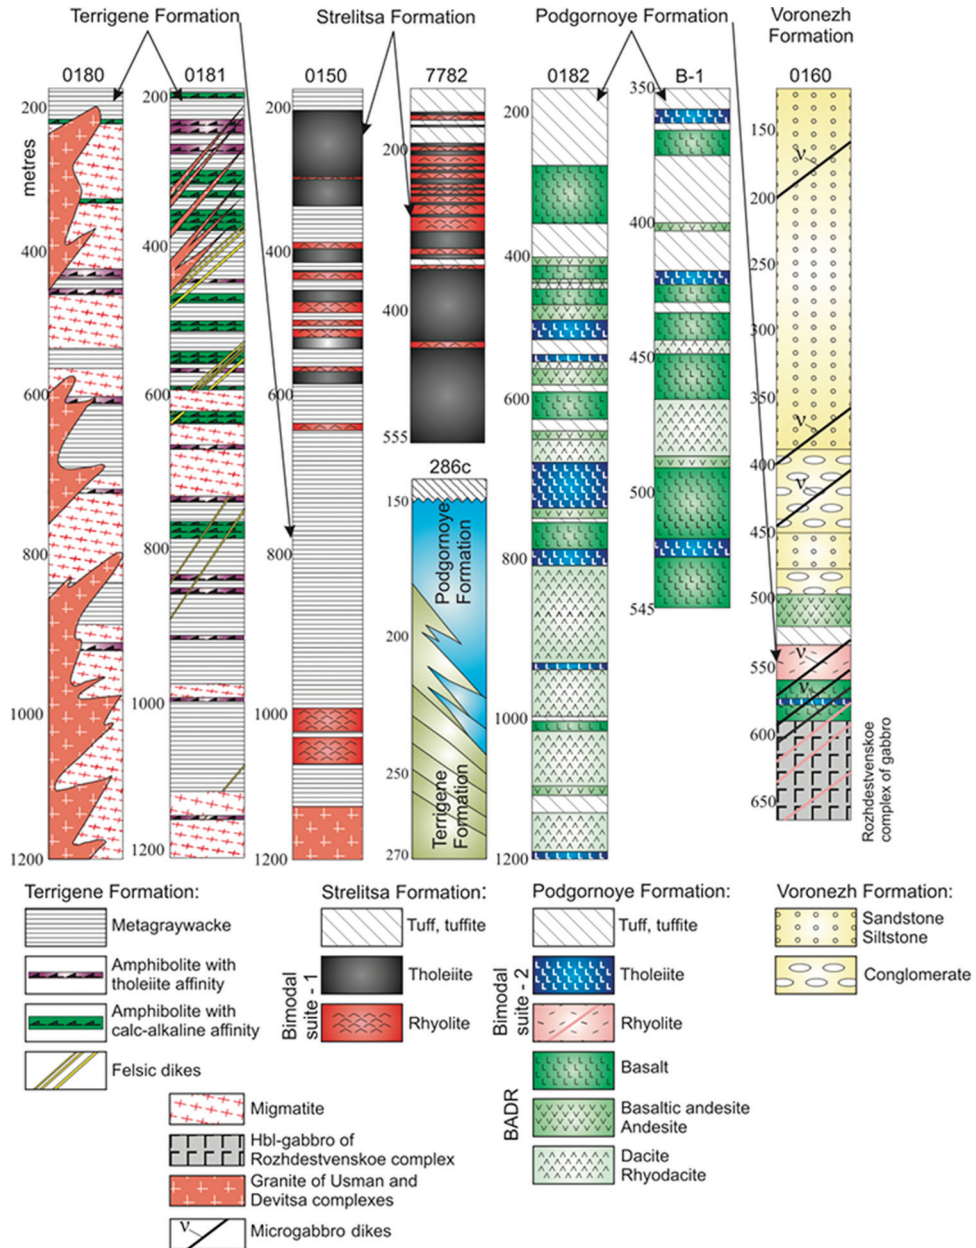 Terrigene Formation
Strelitsa Formation
Podgornoye Formation
Voronezh
Formation
0180
0181
0150
7782
0182
B-1
0160
metres
200
400
600
800
1000
1200
200
400
600
800
1000
1200
200
400
600
800
1000
1200
200
400
555
286c
150
200
250
270
Podgornoye
Formation
Terrigene
Formation
200
400
600
800
1000
1200
350
400
450
500
545
150
200
250
300
350
400
450
500
550
600
650
ν
ν
ν
ν
ν
Rozhdestvenskoe
complex of gabbro
Terrigene Formation:
Metagraywacke
Amphibolite with
tholeiite affinity
Amphibolite with
calc-alkaline affinity
Felsic dikes
Migmatite
Hbl-gabbro of
Rozhdestvenskoe complex
Granite of Usman and
Devitsa complexes
ν
Microgabbro dikes
Strelitsa Formation:
Tuff, tuffite
Bimodal
suite - 1
Tholeiite
Rhyolite
Podgornoye Formation:
Tuff, tuffite
Bimodal
suite - 2
Tholeiite
Rhyolite
BADR
Basalt
Basaltic andesite
Andesite
Dacite
Rhyodacite
Voronezh Formation:
Sandstone
Siltstone
Conglomerate